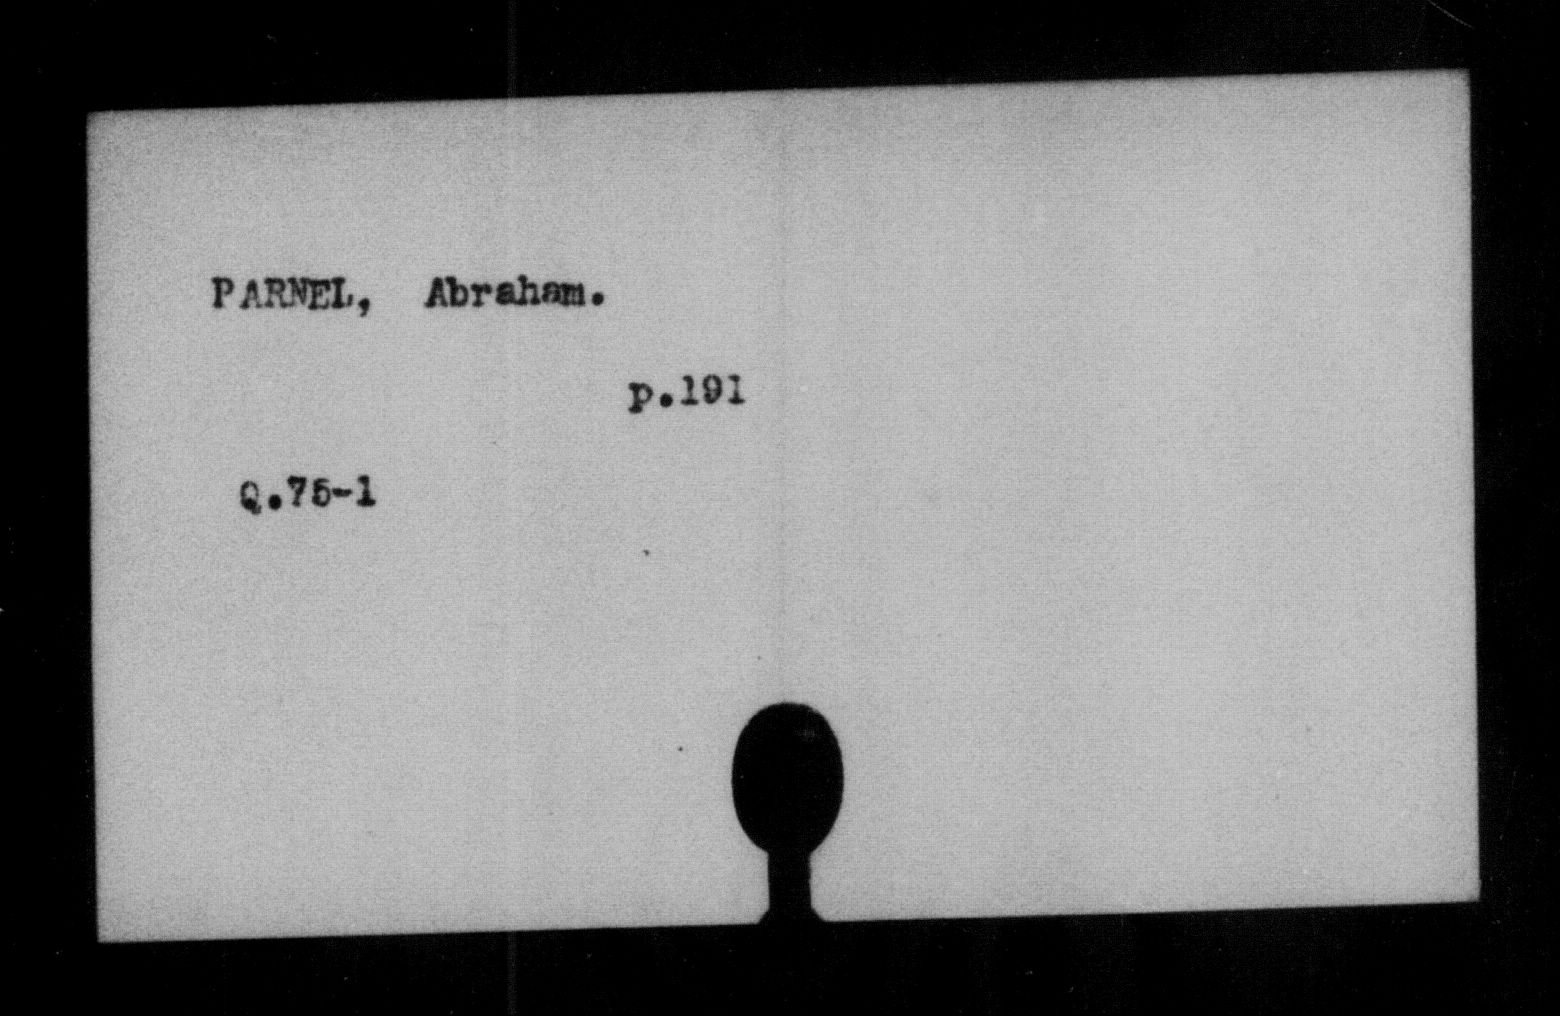 PARNEL, Abraham.
p.191
Q.75-1